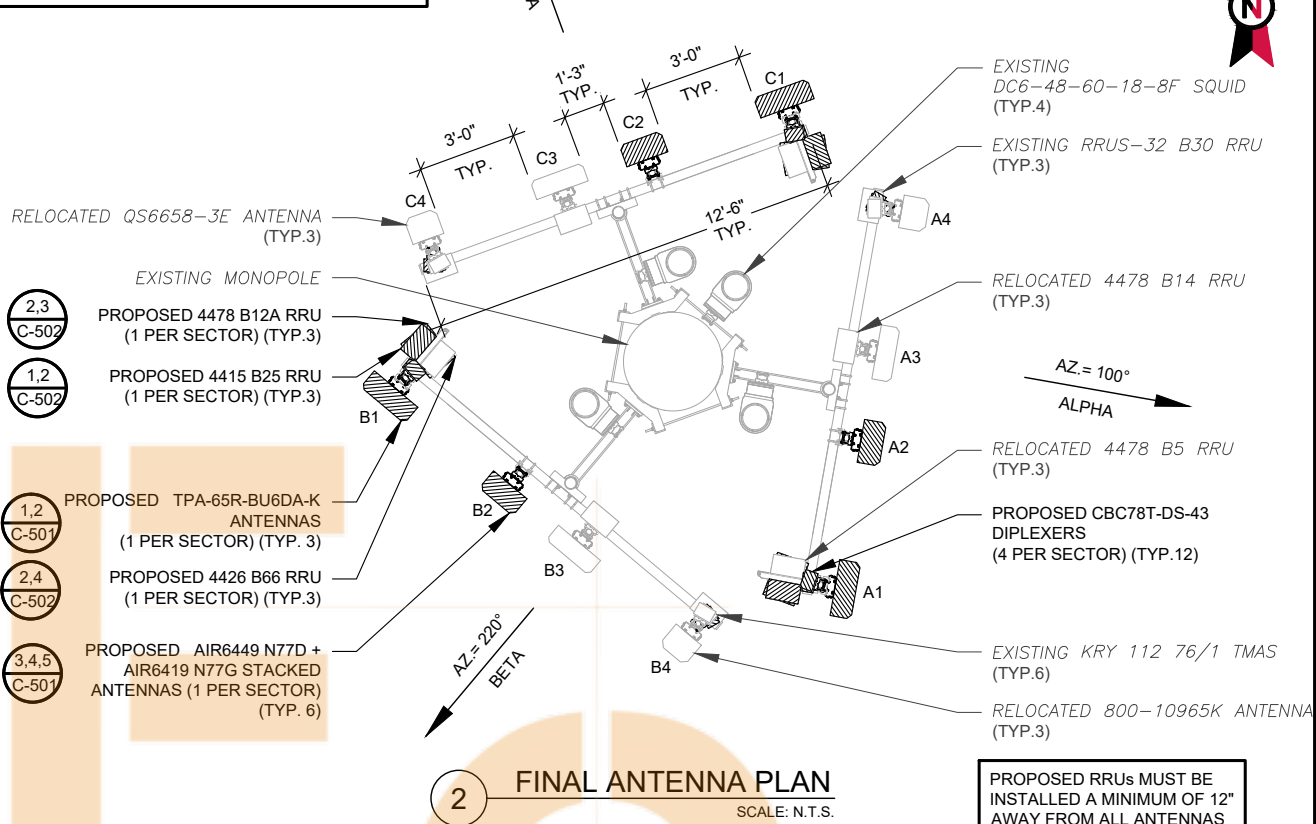 N
A
3'-0"
TYP.
1'-3"
TYP.
3'-0"
TYP.
C1
C2
C3
C4
12'-6"
TYP.
EXISTING
DC6-48-60-18-8F SQUID
(TYP.4)
EXISTING RRUS-32 B30 RRU
(TYP.3)
A4
RELOCATED 4478 B14 RRU
(TYP.3)
A3
AZ.= 100°
ALPHA
A2
RELOCATED 4478 B5 RRU
(TYP.3)
PROPOSED CBC78T-DS-43
DIPLEXERS
(4 PER SECTOR) (TYP.12)
A1
EXISTING KRY 112 76/1 TMAS
(TYP.6)
RELOCATED 800-10965K ANTENNA
(TYP.3)
RELOCATED QS6658-3E ANTENNA
(TYP.3)
EXISTING MONOPOLE
2,3
C-502
PROPOSED 4478 B12A RRU
(1 PER SECTOR) (TYP.3)
1,2
C-502
PROPOSED 4415 B25 RRU
(1 PER SECTOR) (TYP.3)
B1
1,2
C-501
PROPOSED TPA-65R-BU6DA-K
ANTENNAS
(1 PER SECTOR) (TYP. 3)
B2
2,4
C-502
PROPOSED 4426 B66 RRU
(1 PER SECTOR) (TYP.3)
B3
3,4,5
C-501
PROPOSED AIR6449 N77D +
AIR6419 N77G STACKED
ANTENNAS (1 PER SECTOR)
(TYP. 6)
B4
AZ.= 220°
BETA
2
FINAL ANTENNA PLAN
SCALE: N.T.S.
PROPOSED RRUs MUST BE
INSTALLED A MINIMUM OF 12"
AWAY FROM ALL ANTENNAS